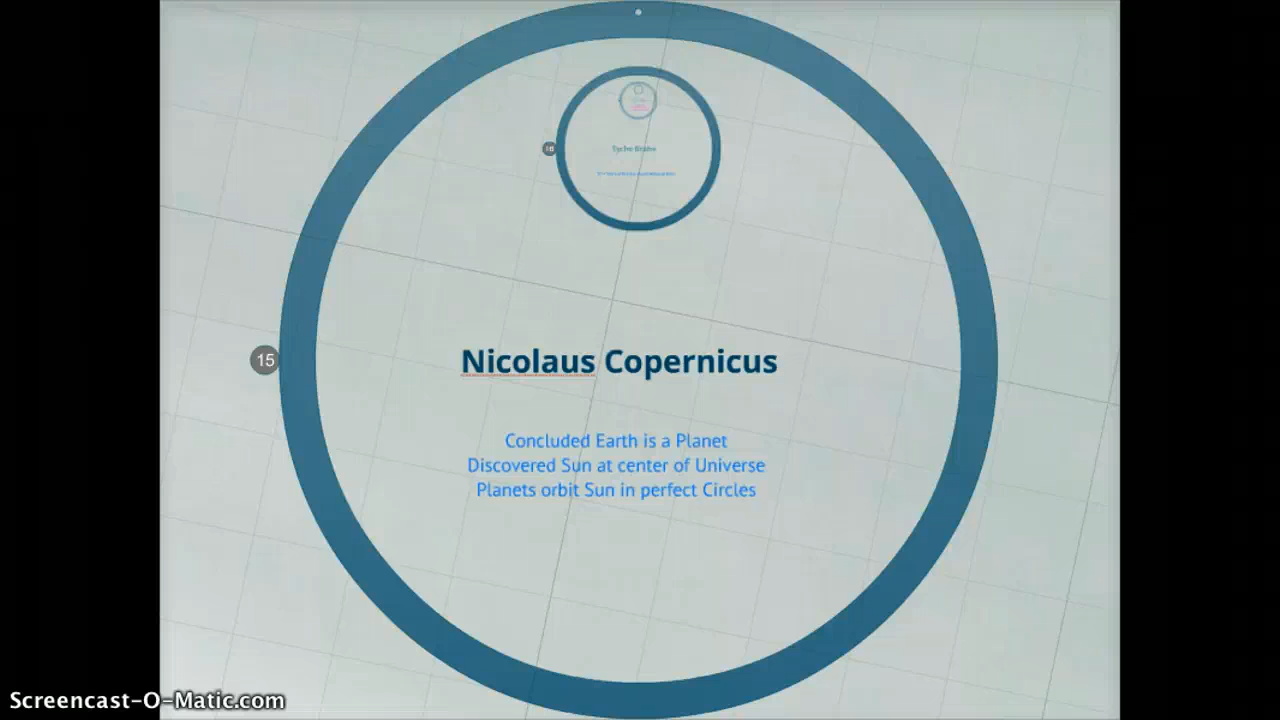 16
Tycho Brahe
15
Nicolaus Copernicus
Concluded Earth is a Planet
Discovered Sun at center of Universe
Planets orbit Sun in perfect Circles
Screencast-O-Matic.com